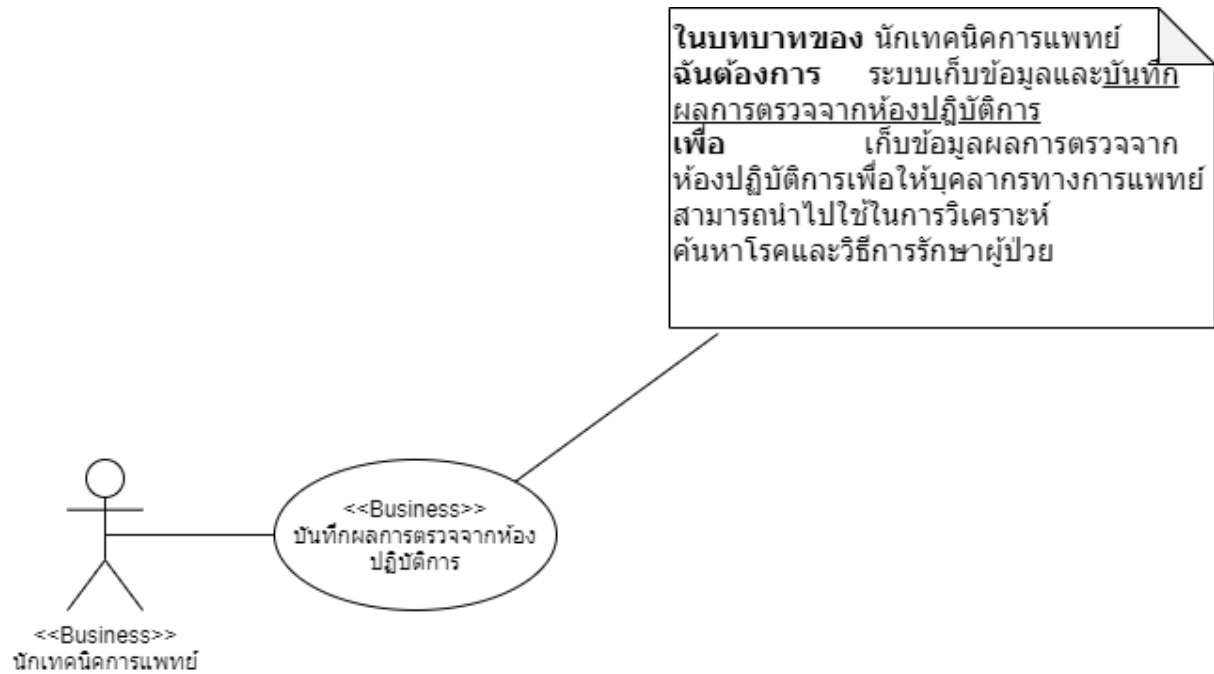 ในบทบาทของ นักเทคนิคการแพทย์
ฉันต้องการ ระบบเก็บข้อมูลและบันทึก
ผลการตรวจจากห้องปฏิบัติการ
เพื่อ เก็บข้อมูลผลการตรวจจาก
ห้องปฏิบัติการเพื่อให้บุคลากรทางการแพทย์
สามารถนำไปใช้ในการวิเคราะห์
ค้นหาโรคและวิธีการรักษาผู้ป่วย
<<Business>>
บันทึกผลการตรวจจากห้อง
ปฏิบัติการ
<<Business>>
นักเทคนิคการแพทย์